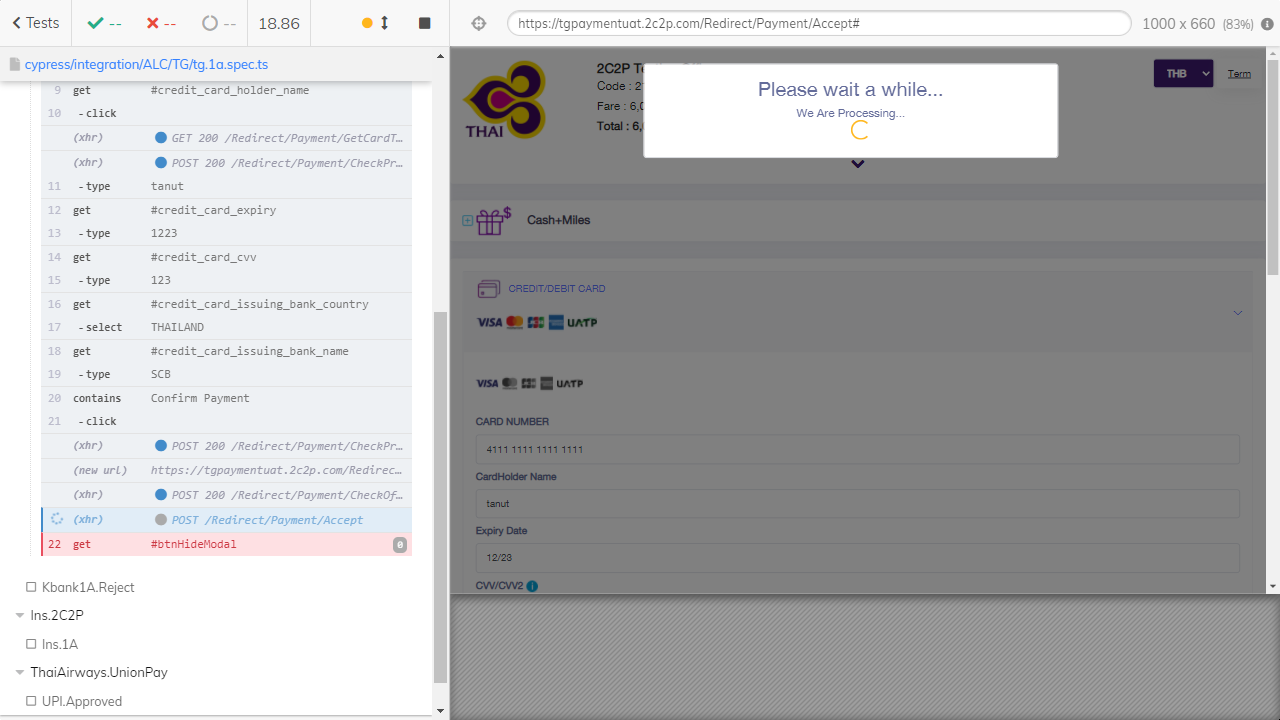 Tests -- -- -- 18.86
cypress/integration/ALC/TG/tg.1a.spec.ts
9 get #credit_card_holder_name
10 - click
(xhr) GET 200 /Redirect/Payment/GetCardT...
(xhr) POST 200 /Redirect/Payment/CheckPr...
11 - type tanut
12 get #credit_card_expiry
13 - type 1223
14 get #credit_card_cvv
15 - type 123
16 get #credit_card_issuing_bank_country
17 - select THAILAND
18 get #credit_card_issuing_bank_name
19 - type SCB
20 contains Confirm Payment
21 - click
(xhr) POST 200 /Redirect/Payment/CheckPr...
(new url) https://tgpaymentuat.2c2p.com/Redirec...
(xhr) POST 200 /Redirect/Payment/CheckOf...
(xhr) POST /Redirect/Payment/Accept
22 get #btnHideModal 0
Kbank1A.Reject
Ins.2C2P
Ins.1A
ThaiAirways.UnionPay
UPI.Approved
https://tgpaymentuat.2c2p.com/Redirect/Payment/Accept# 1000 x 660 (83%)
THAI
2C2P
Code :
Fare : 6,0
Total : 6,
THB Term
Please wait a while...
We Are Processing...
$ Cash+Miles
CREDIT/DEBIT CARD
VISA JCB UATP
VISA JCB UATP
CARD NUMBER
4111 1111 1111 1111
CardHolder Name
tanut
Expiry Date
12/23
CVV/CVV2